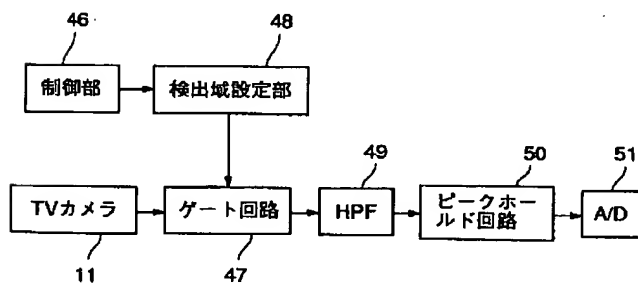 46
48
制御部
検出域設定部
49
50
51
TVカメラ
ゲート回路
HPF
ピークホー
ルド回路
A/D
11
47